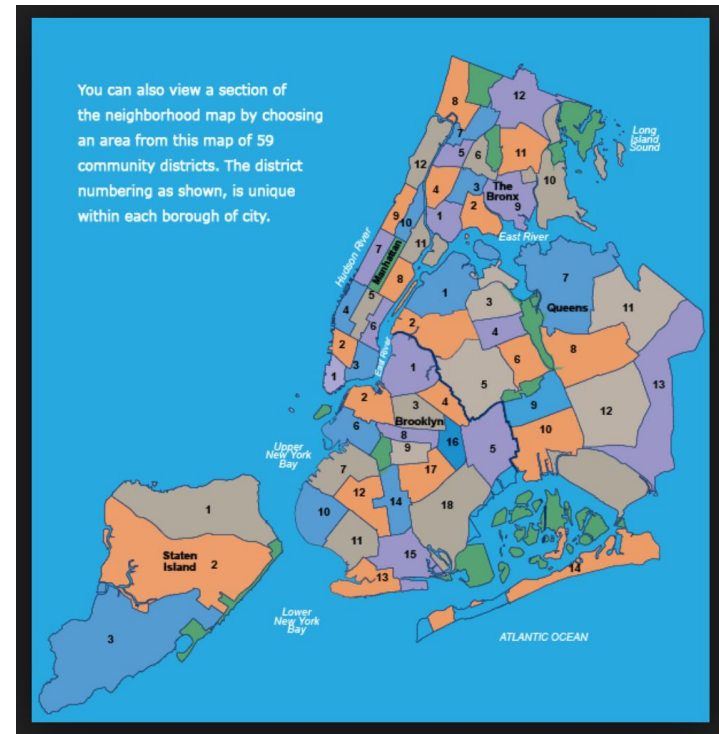 You can also view a section of
the neighborhood map by choosing
an area from this map of 59
community districts. The district
numbering as shown, is unique
within each borough of city.
8
12
7
Long
Island
Sound
5
6
11
12
4
3
The
Bronx
10
2
9
9
10
1
East River
11
7
Hudson River
Manhattan
8
7
1
5
3
Queens
11
4
6
2
4
2
6
8
3
East River
1
5
13
1
2
3
4
9
12
Brooklyn
6
8
16
10
9
5
Upper
New York
Bay
7
17
12
14
18
10
1
11
15
Staten
Island
2
13
14
Lower
New York
Bay
3
ATLANTIC OCEAN